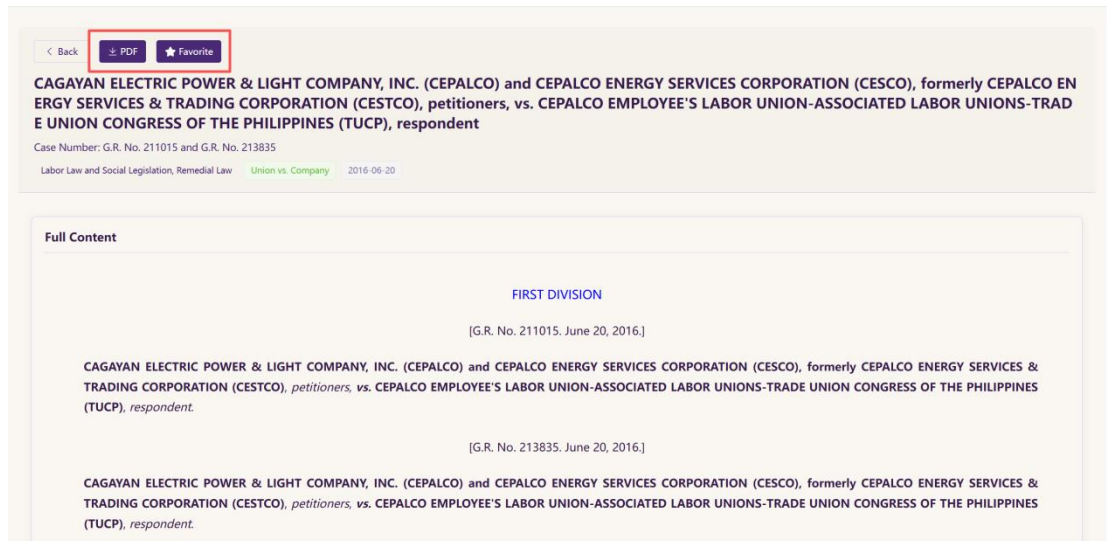 Back PDF Favorite
CAGAYAN ELECTRIC POWER & LIGHT COMPANY, INC. (CEPALCO) and CEPALCO ENERGY SERVICES CORPORATION (CESCO), formerly CEPALCO EN
ERGY SERVICES & TRADING CORPORATION (CESTCO), petitioners, vs. CEPALCO EMPLOYEE'S LABOR UNION-ASSOCIATED LABOR UNIONS-TRAD
E UNION CONGRESS OF THE PHILIPPINES (TUCP), respondent
Case Number: G.R. No. 211015 and G.R. No. 213835
Labor Law and Social Legislation, Remedial Law Union vs. Company 2016-06-20
Full Content
FIRST DIVISION
[G.R. No. 211015. June 20, 2016.]
CAGAYAN ELECTRIC POWER & LIGHT COMPANY, INC. (CEPALCO) and CEPALCO ENERGY SERVICES CORPORATION (CESCO), formerly CEPALCO ENERGY SERVICES &
TRADING CORPORATION (CESTCO), petitioners, vs. CEPALCO EMPLOYEE'S LABOR UNION-ASSOCIATED LABOR UNIONS-TRADE UNION CONGRESS OF THE PHILIPPINES
(TUCP), respondent.
[G.R. No. 213835. June 20, 2016.]
CAGAYAN ELECTRIC POWER & LIGHT COMPANY, INC. (CEPALCO) and CEPALCO ENERGY SERVICES CORPORATION (CESCO), formerly CEPALCO ENERGY SERVICES &
TRADING CORPORATION (CESTCO), petitioners, vs. CEPALCO EMPLOYEE'S LABOR UNION-ASSOCIATED LABOR UNIONS-TRADE UNION CONGRESS OF THE PHILIPPINES
(TUCP), respondent.